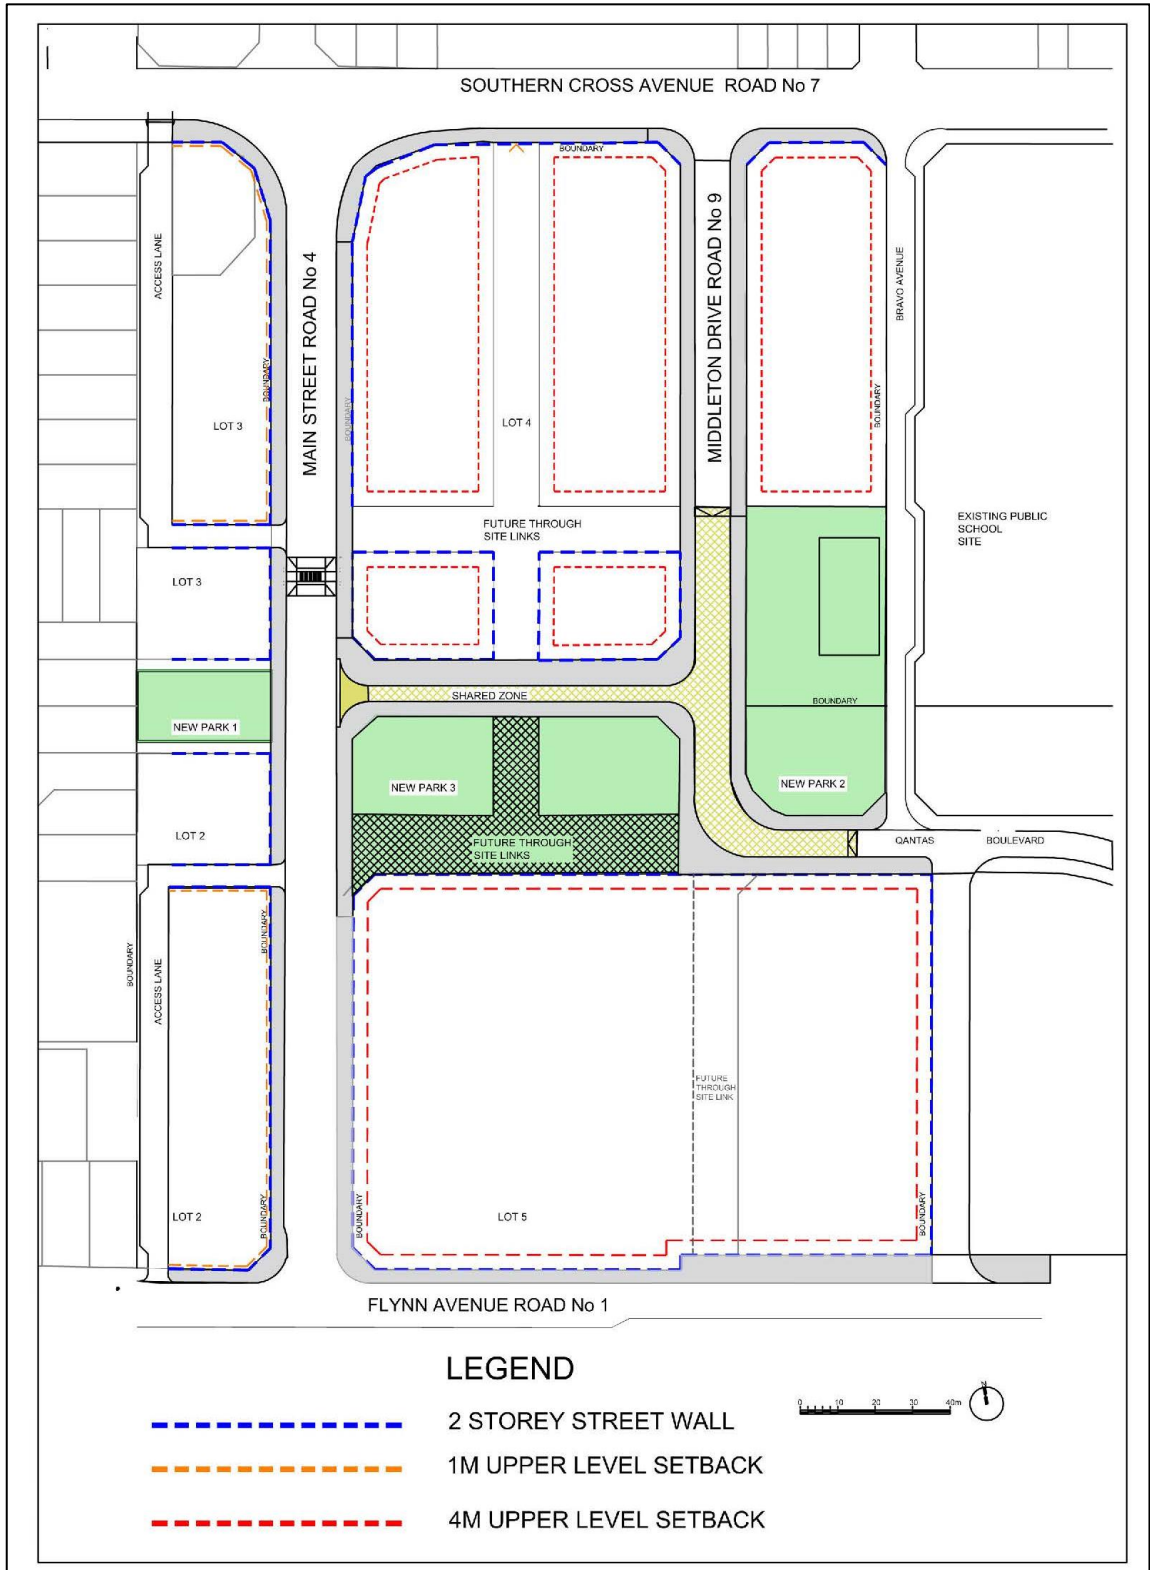 SOUTHERN CROSS AVENUE ROAD No 7
BOUNDARY
ACCESS LANE
MAIN STREET ROAD No 4
MIDDLETON DRIVE ROAD No 9
BRAVO AVENUE
BOUNDARY
BOUNDARY
BOUNDARY
LOT 3
LOT 4
EXISTING PUBLIC
SCHOOL
SITE
FUTURE THROUGH
SITE LINKS
LOT 3
SHARED ZONE
BOUNDARY
NEW PARK 1
NEW PARK 3
NEW PARK 2
LOT 2
FUTURE THROUGH
SITE LINKS
QANTAS BOULEVARD
BOUNDARY
BOUNDARY
ACCESS LANE
FUTURE
THROUGH
SITE LINK
LOT 2
BOUNDARY
BOUNDARY
LOT 5
BOUNDARY
FLYNN AVENUE ROAD No 1
LEGEND
2 STOREY STREET WALL
1M UPPER LEVEL SETBACK
4M UPPER LEVEL SETBACK
0 10 20 30 40m
N